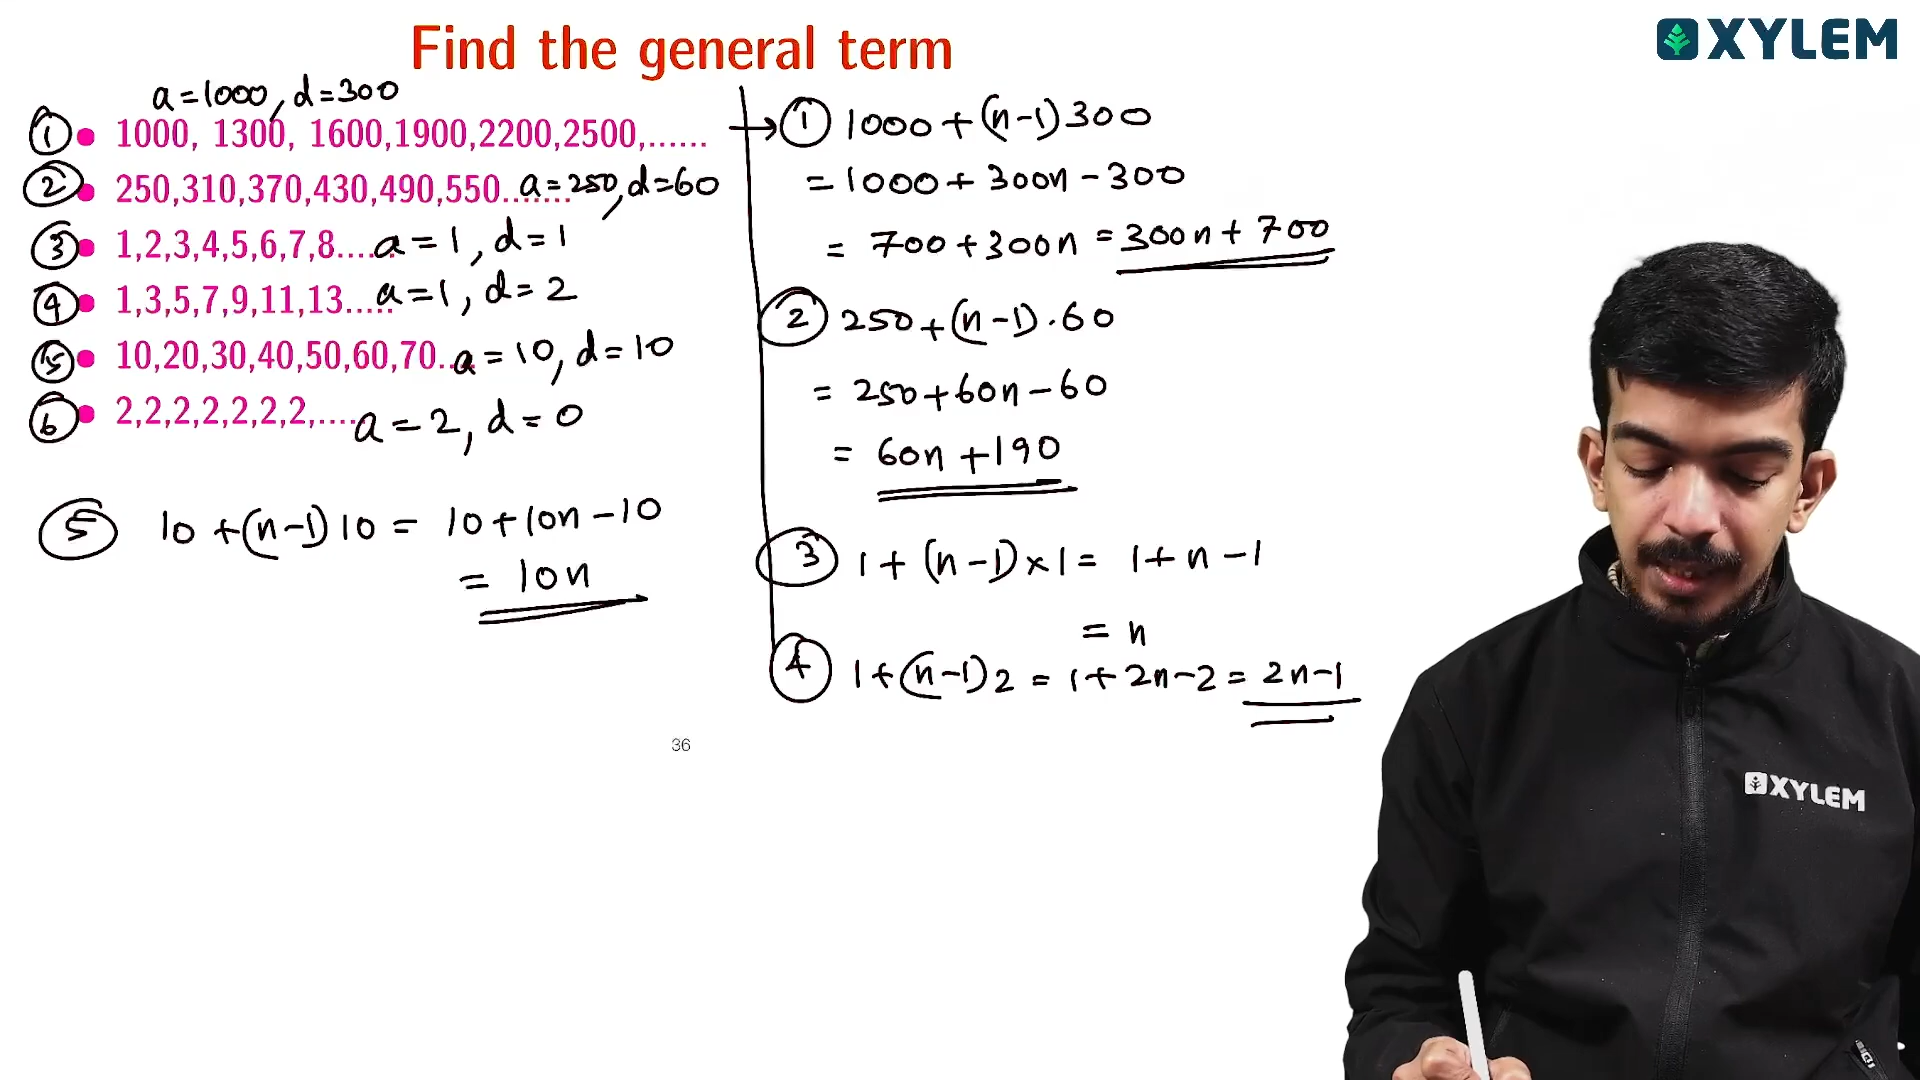 Find the general term
XYLEM
a=1000, d=300
① • 1000, 1300, 1600,1900,2200,2500,......
② • 250,310,370,430,490,550....... a=250, d=60
③ • 1,2,3,4,5,6,7,8...... a=1, d=1
④ • 1,3,5,7,9,11,13..... a=1, d=2
⑤ • 10,20,30,40,50,60,70.... a=10, d=10
⑥ • 2,2,2,2,2,2,2,.... a=2, d=0
⑤ 10+(n-1)10 = 10+10n-10
= 10n
→ ① 1000+(n-1)300
= 1000+300n-300
= 700+300n = 300n+700
② 250+(n-1).60
= 250+60n-60
= 60n+190
③ 1+(n-1)×1 = 1+n-1
= n
④ 1+(n-1)2 = 1+2n-2 = 2n-1
36
XYLEM